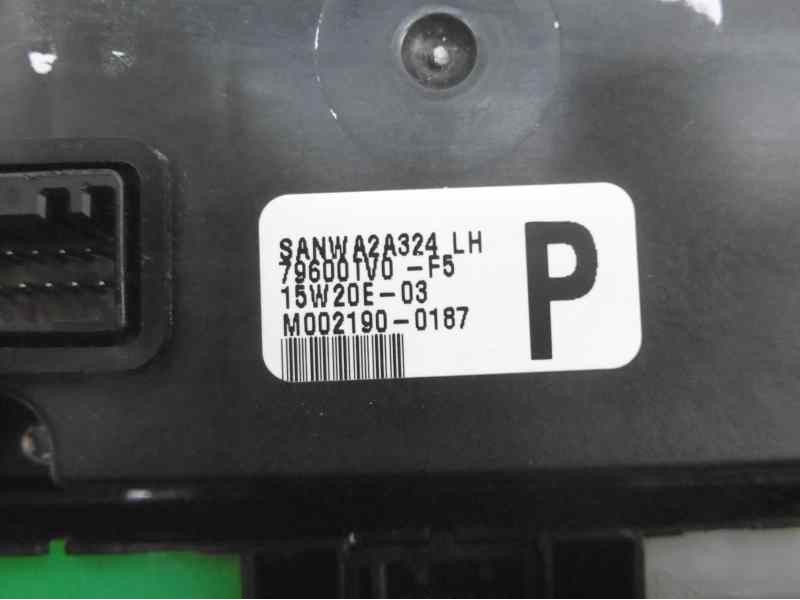 SANWA2A324 LH
79600TV0 -F5
15W20E-03
M002190-0187
P